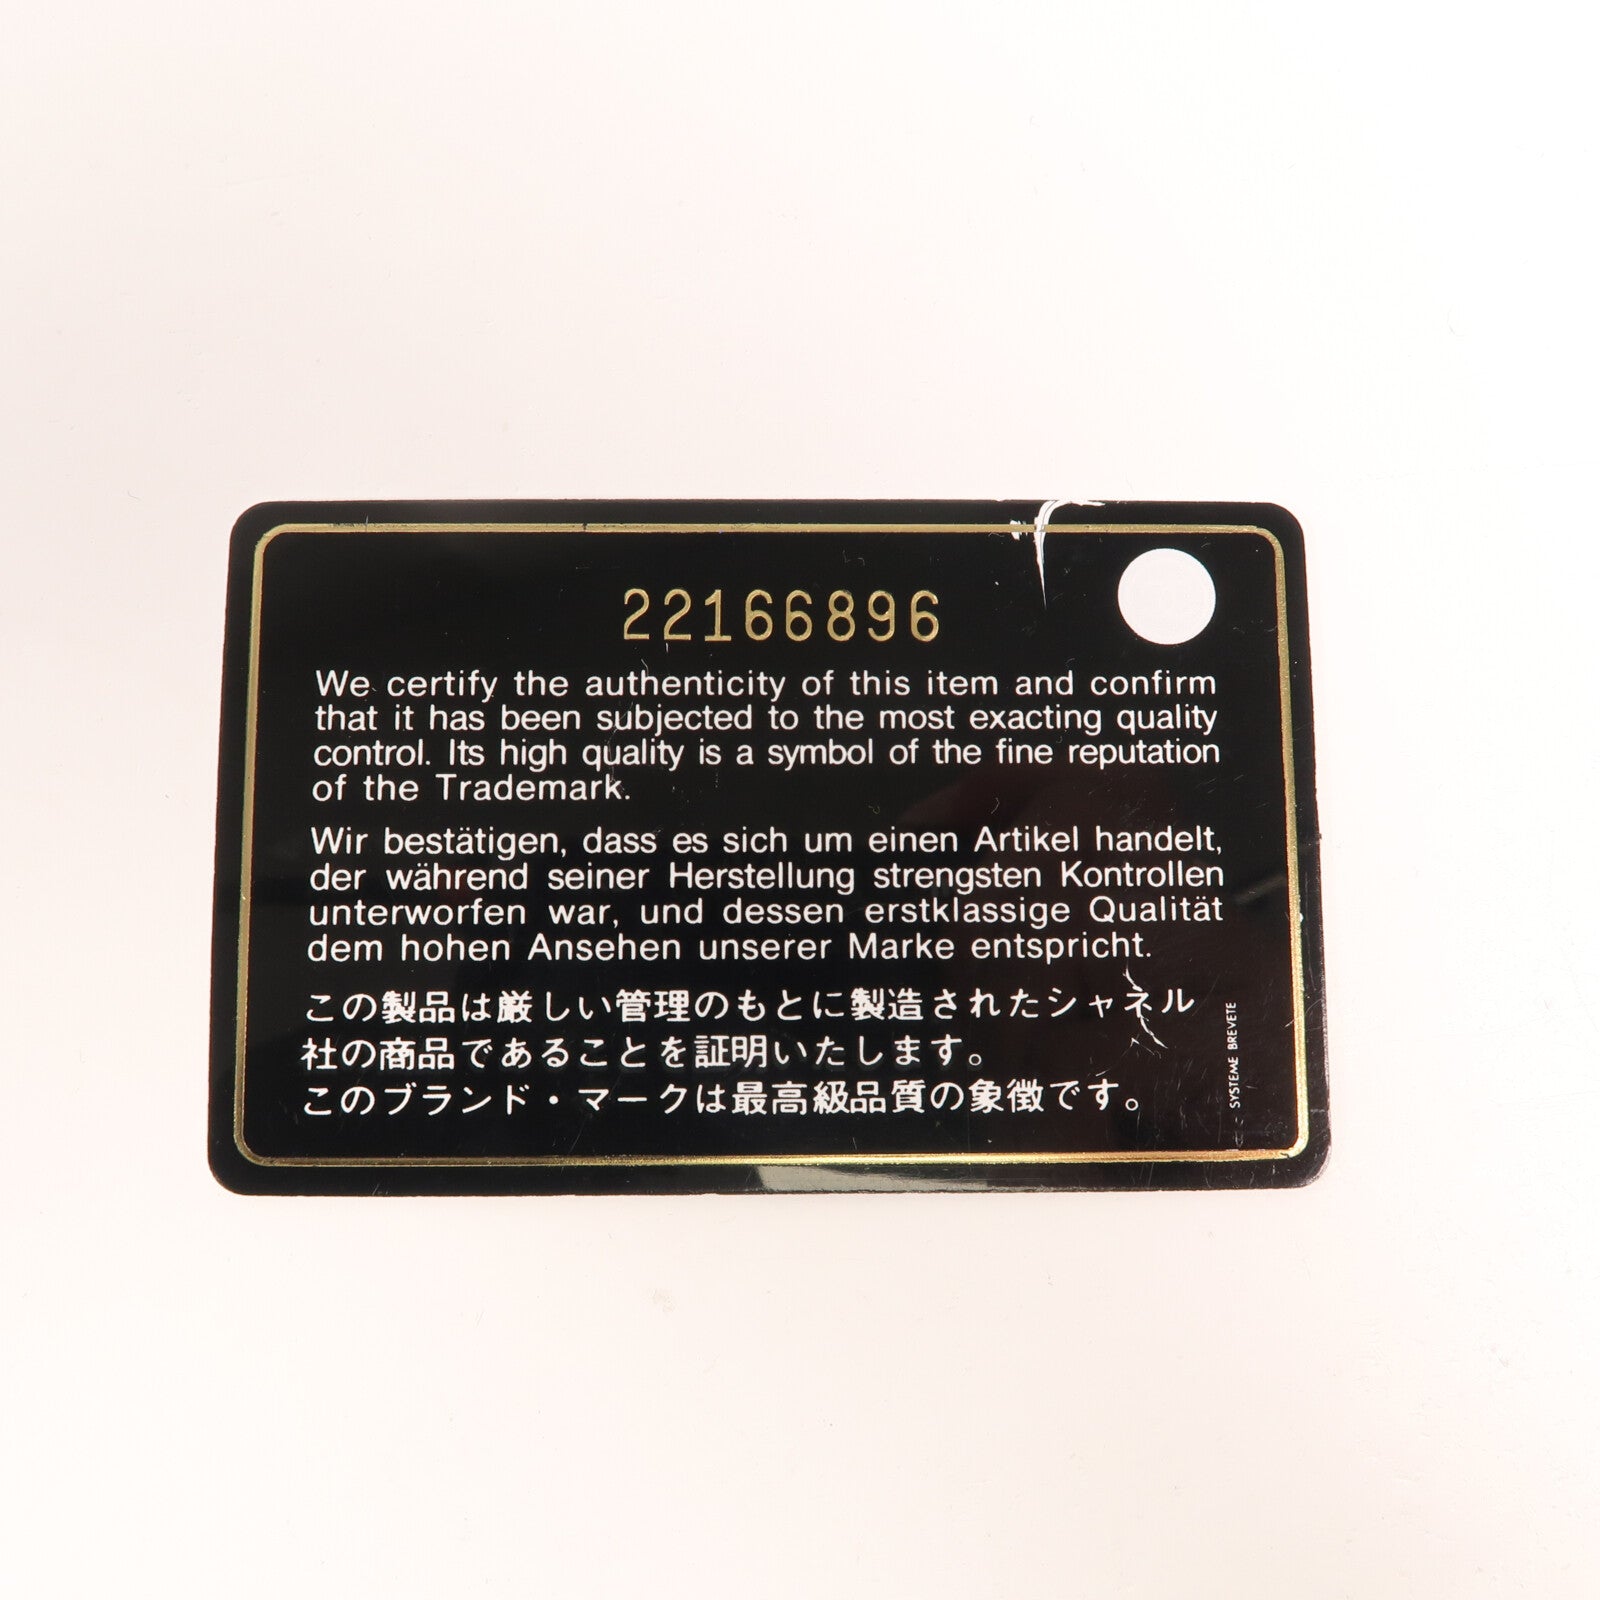 22166896
We certify the authenticity of this item and confirm
that it has been subjected to the most exacting quality
control. Its high quality is a symbol of the fine reputation
of the Trademark.
Wir bestätigen, dass es sich um einen Artikel handelt,
der während seiner Herstellung strengsten Kontrollen
unterworfen war, und dessen erstklassige Qualität
dem hohen Ansehen unserer Marke entspricht.
この製品は厳しい管理のもとに製造されたシャネル
社の商品であることを証明いたします。
このブランド・マークは最高級品質の象徴です。
SYSTEME BREVETE